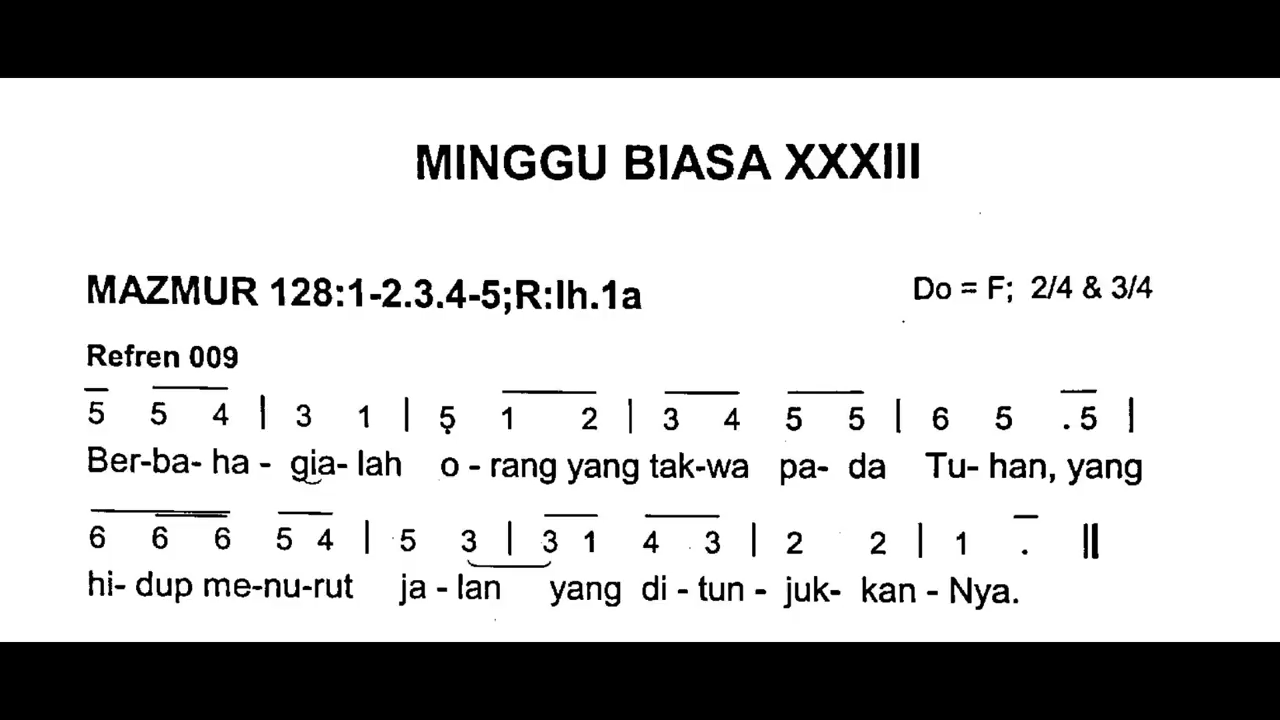 MINGGU BIASA XXXIII
MAZMUR 128:1-2.3.4-5;R:lh.1a
Do = F; 2/4 & 3/4
Refren 009
5 5 4 | 3 1 | 5̣ 1 2 | 3 4 5 5 | 6 5 .5 |
Ber-ba- ha - gia- lah o - rang yang tak-wa pa- da Tu- han, yang
6 6 6 5 4 | 5 3 | 3 1 4 3 | 2 2 | 1 . ||
hi- dup me-nu-rut ja - lan yang di - tun - juk- kan - Nya.